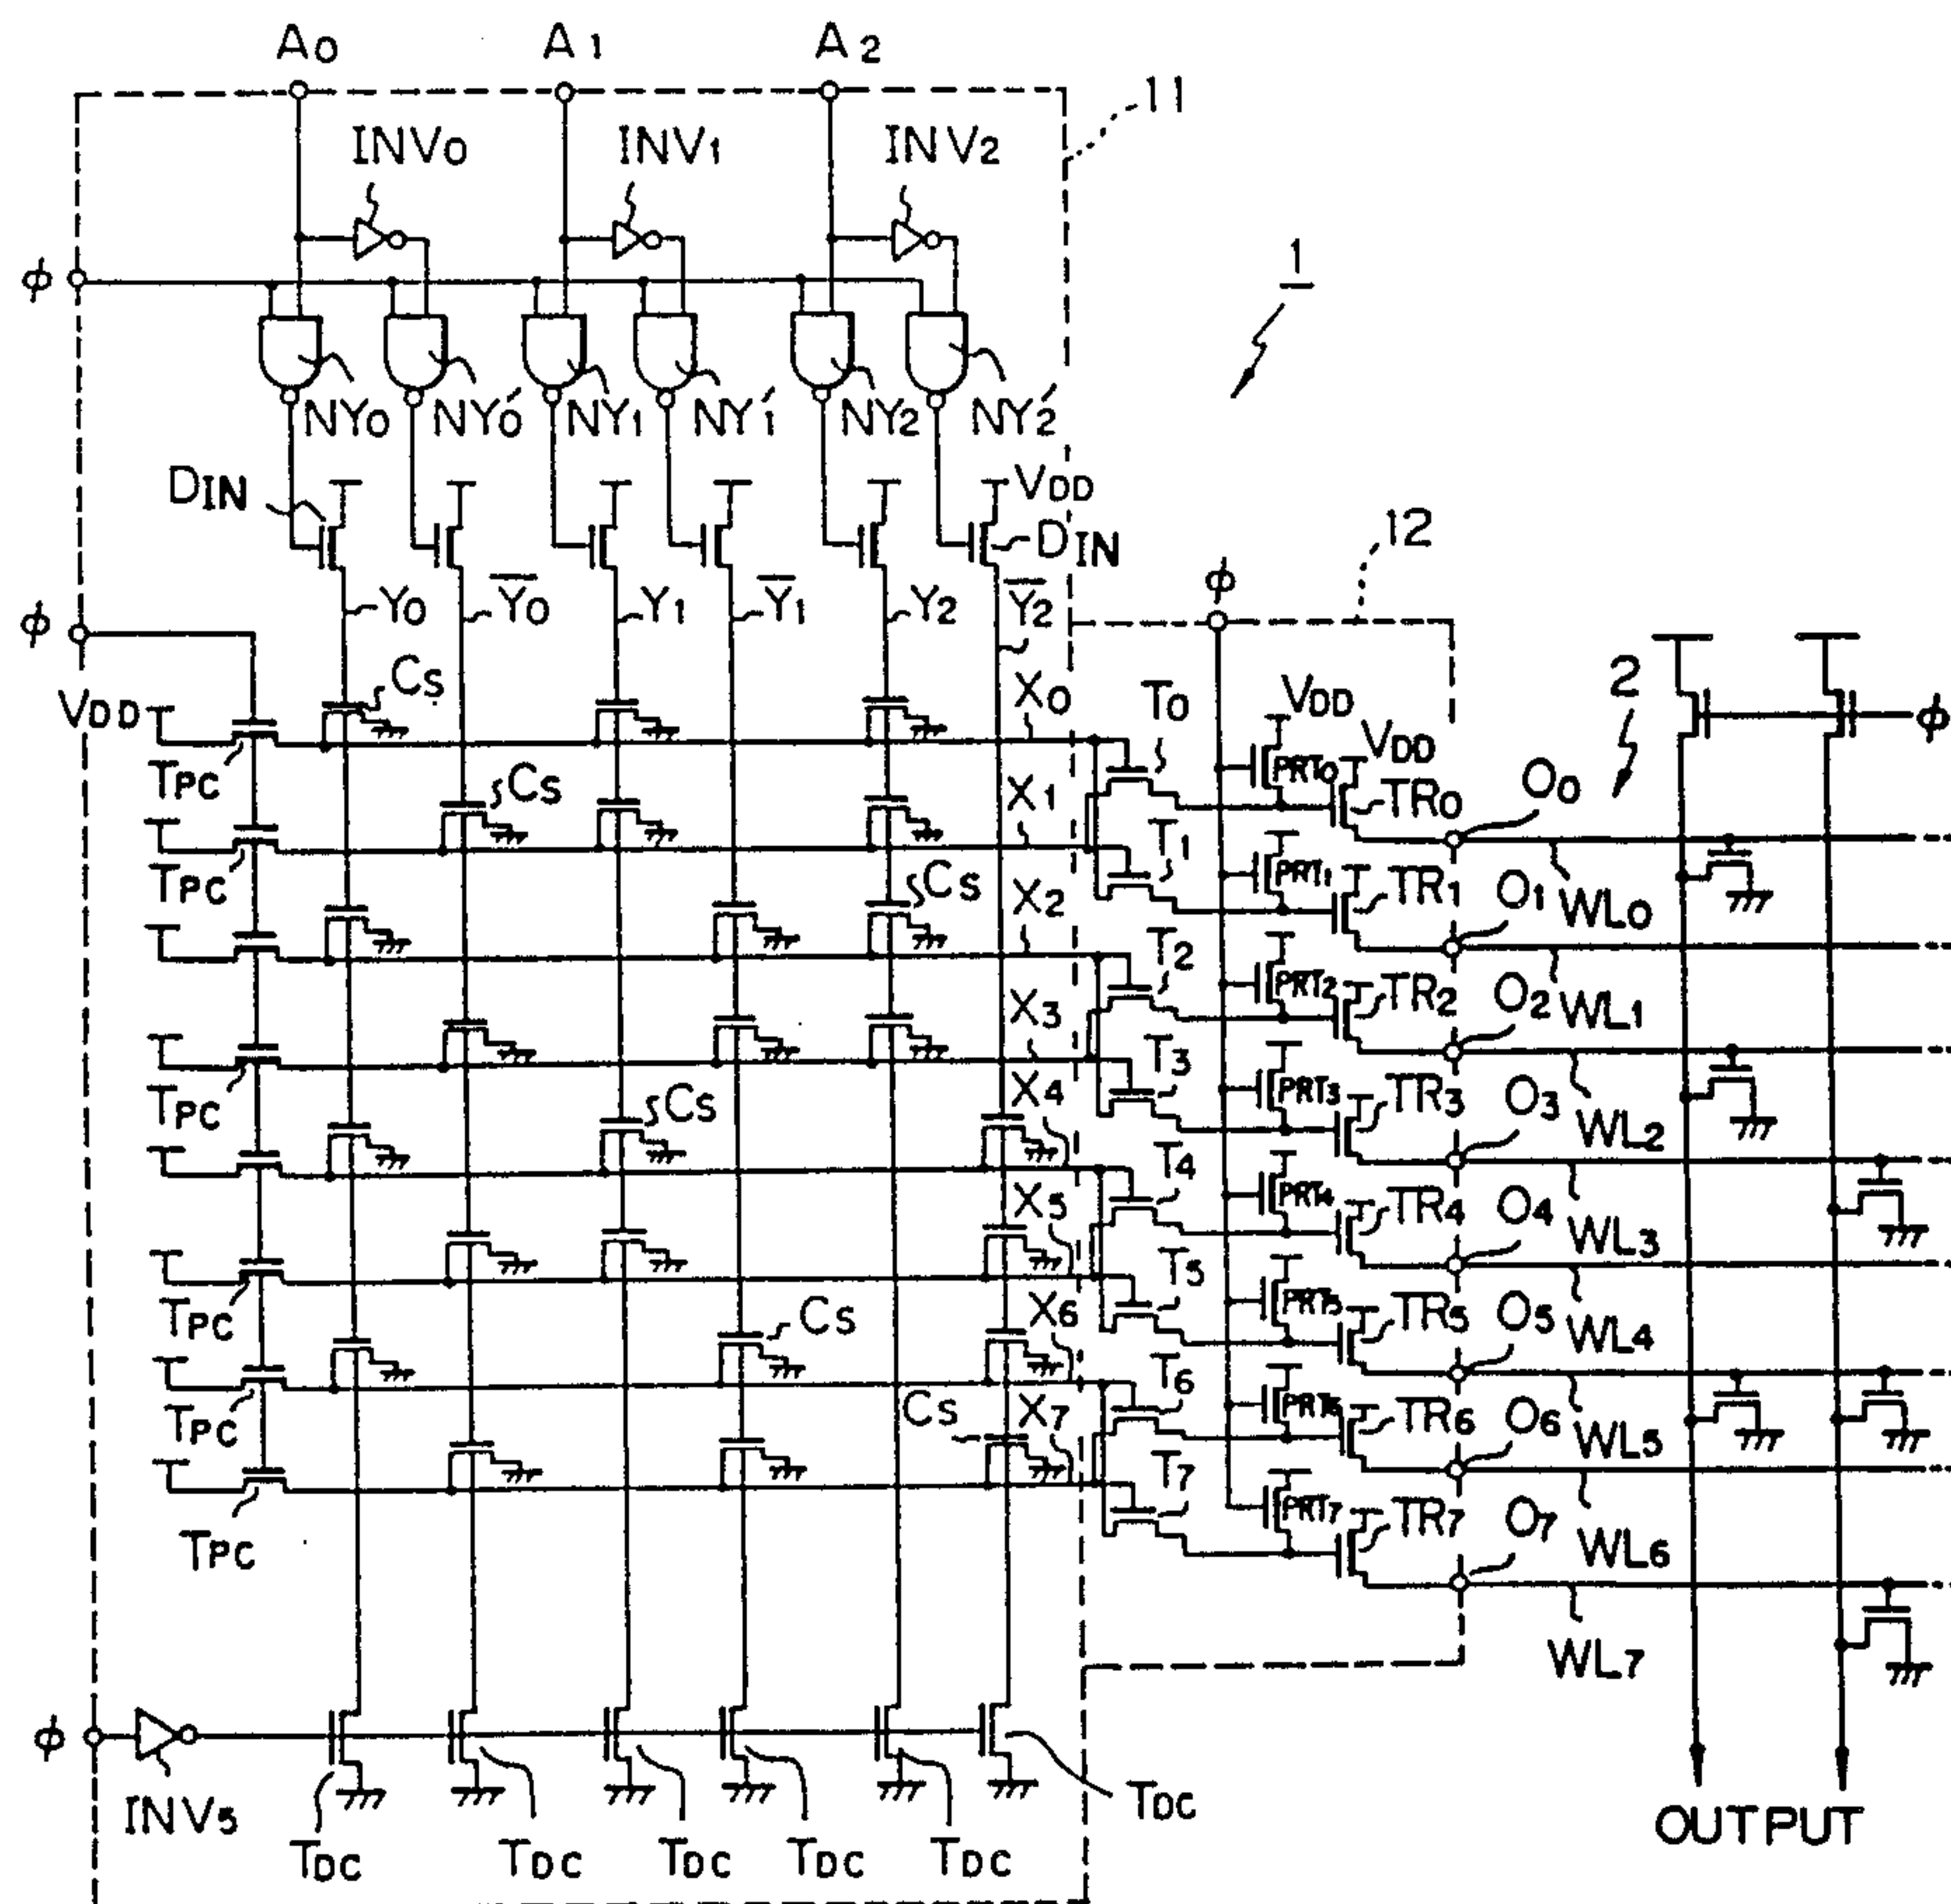 A0 A1 A2
11
INV0 INV1 INV2
1
ϕ
NY0 NY0' NY1 NY1' NY2 NY2'
DIN VDD
DIN 12
ϕ
Y0 Y0̅ Y1 Y1̅ Y2 Y2̅
ϕ
CS X0 T0 VDD 2
VDD ϕ
TPC PRT0 VDD TR0 O0
CS X1 T1
TPC PRT1 TR1 O1 WL0
CS X2 T2
PRT2 TR2 O2 WL1
X3 T3
TPC PRT3 TR3 O3 WL2
CS X4 T4
PRT4 TR4 O4 WL3
X5 T5
TPC PRT5 TR5 O5 WL4
CS X6 T6
TPC PRT6 TR6 O6 WL5
CS X7 T7
TPC PRT7 TR7 O7 WL6
WL7
ϕ
INV5 TDC TDC TDC TDC TDC TDC
OUTPUT